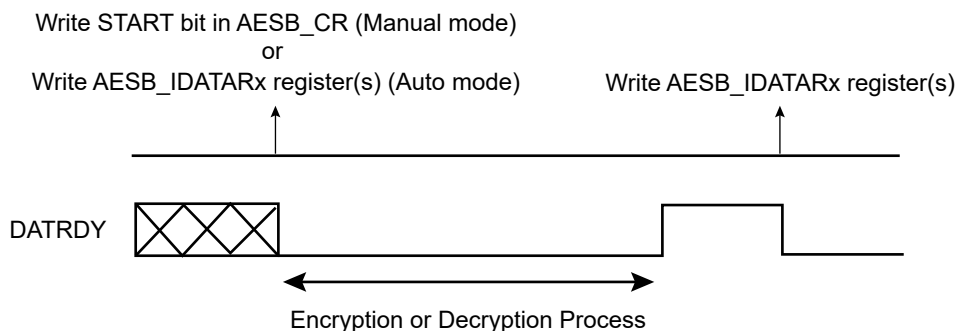 Write START bit in AESB_CR (Manual mode)
or
Write AESB_IDATARx register(s) (Auto mode)
Write AESB_IDATARx register(s)
DATRDY
Encryption or Decryption Process